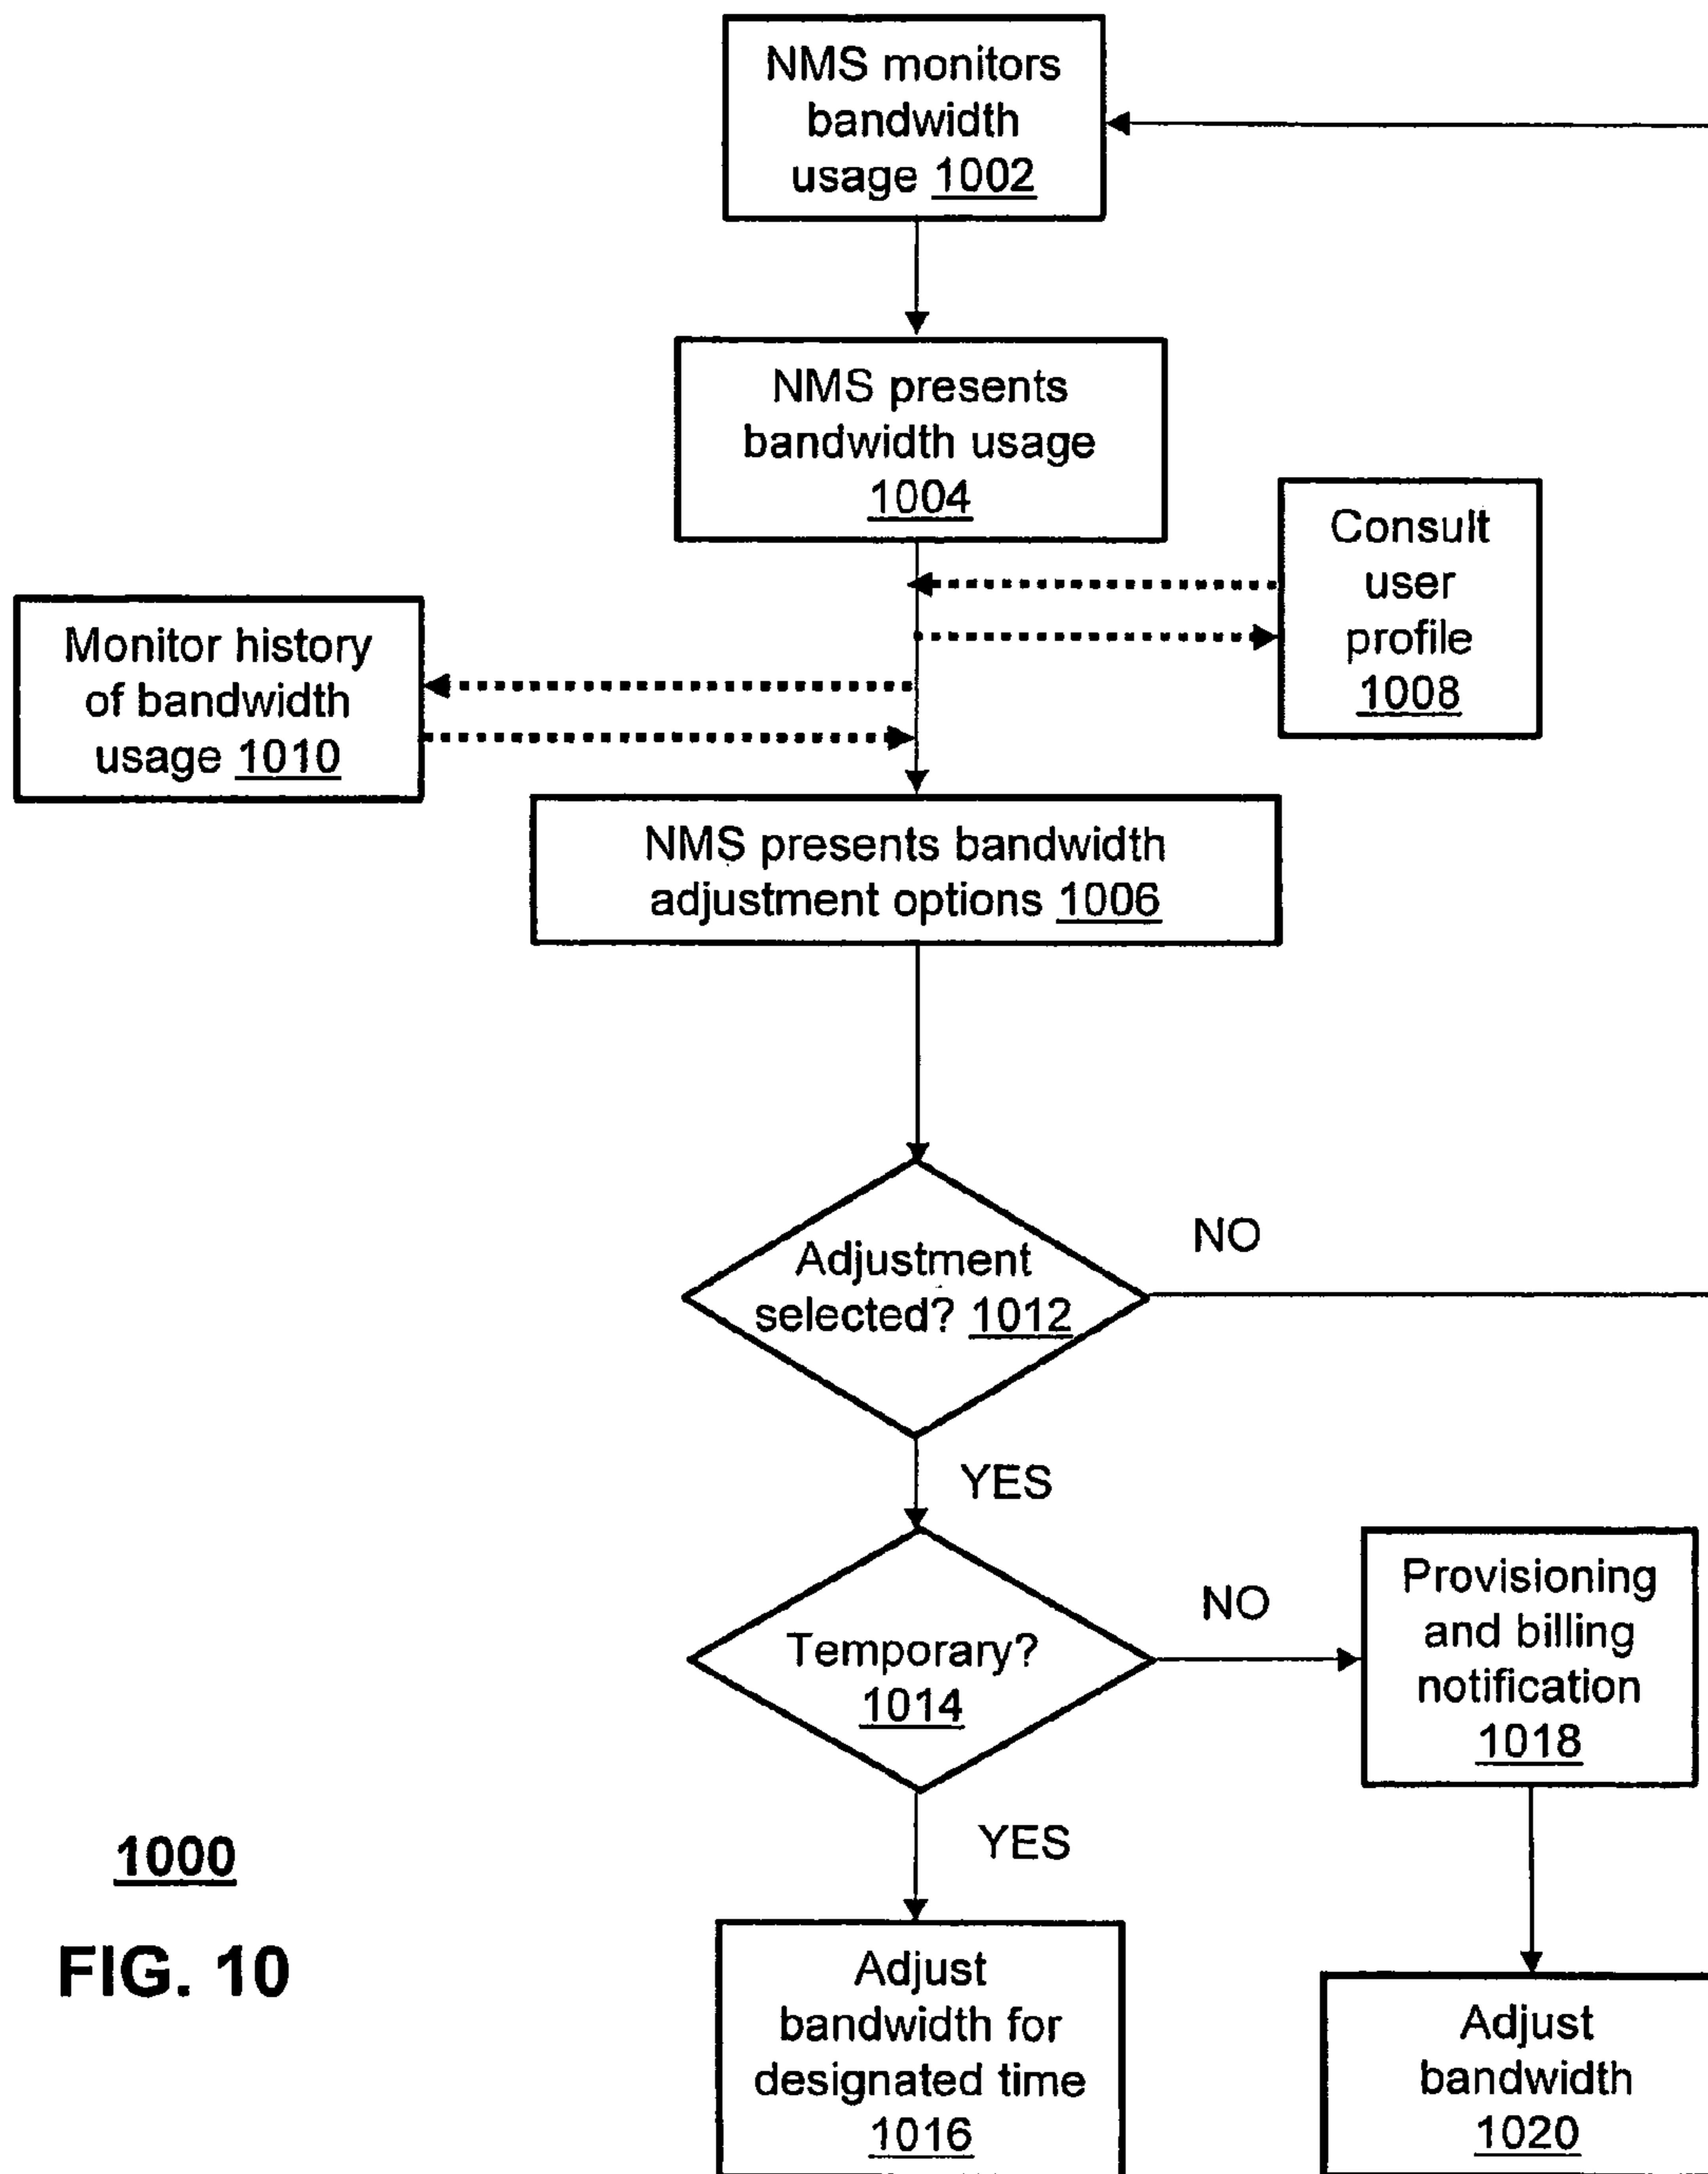 NMS monitors
bandwidth
usage 1002
NMS presents
bandwidth usage
1004
Consult
user
profile
1008
Monitor history
of bandwidth
usage 1010
NMS presents bandwidth
adjustment options 1006
Adjustment
selected? 1012
NO
YES
Temporary?
1014
NO
Provisioning
and billing
notification
1018
YES
Adjust
bandwidth for
designated time
1016
Adjust
bandwidth
1020
1000
FIG. 10